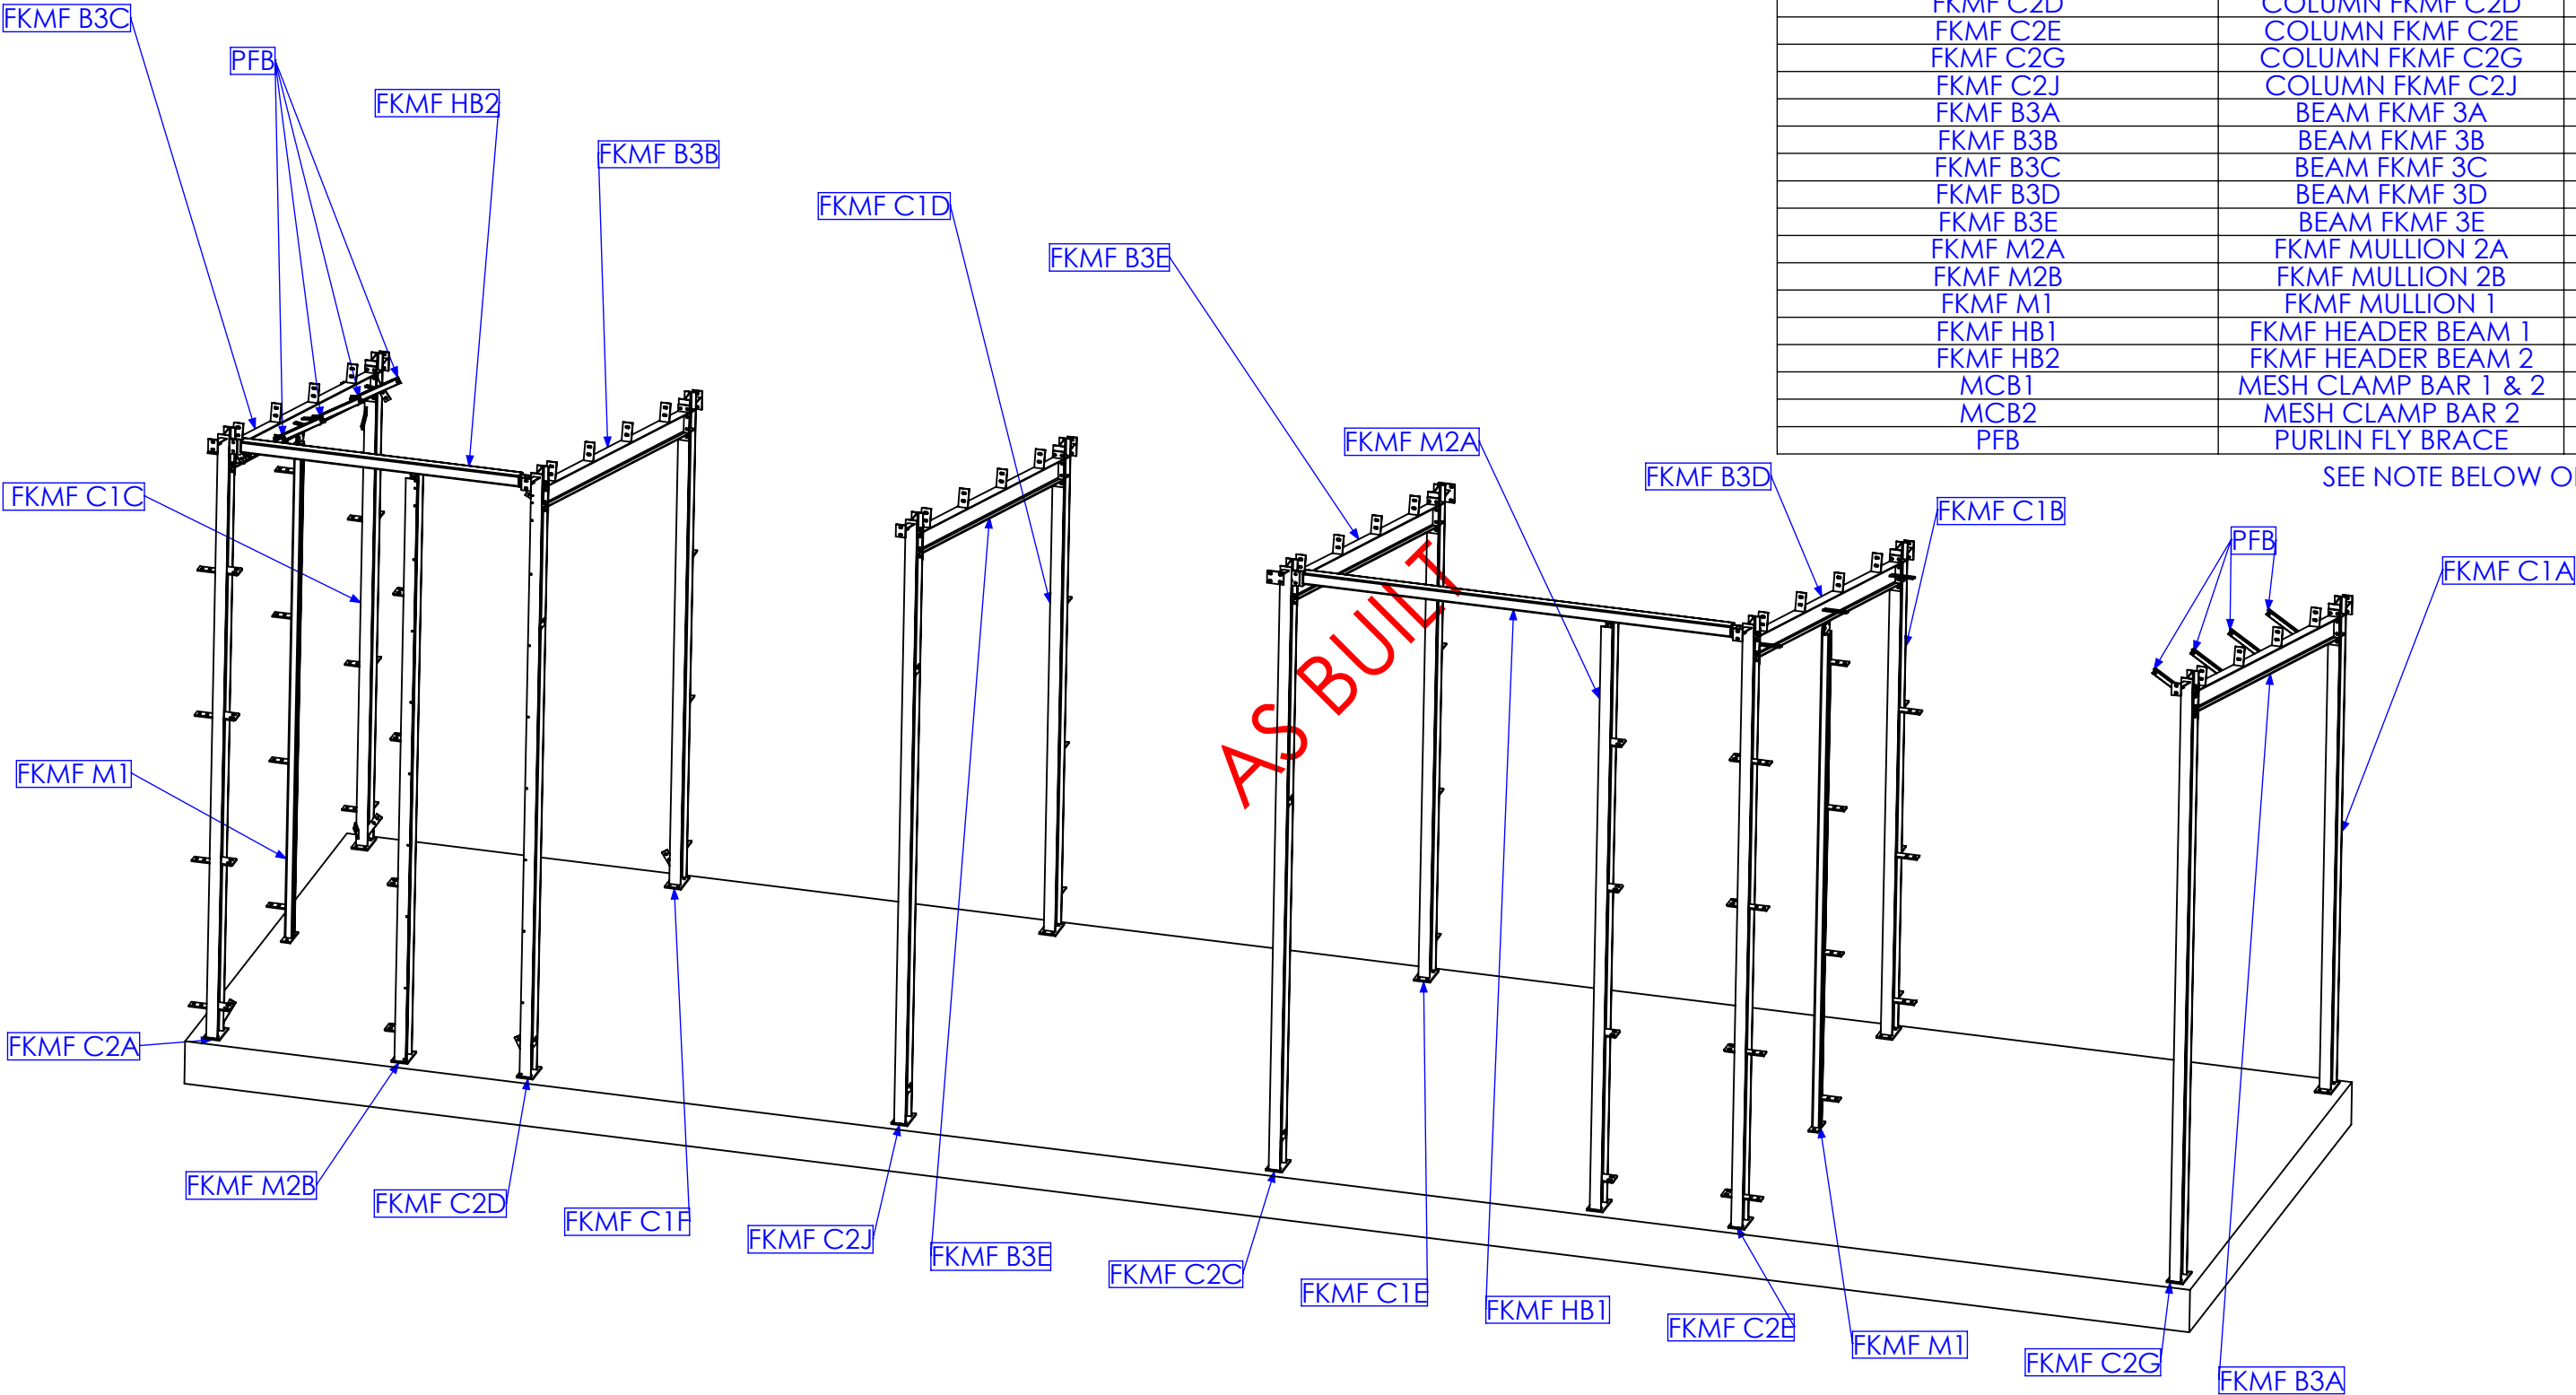 FKMF B3C
PFB
FKMF HB2
FKMF B3B
FKMF C1D
FKMF B3E
FKMF M2A
FKMF B3D
FKMF C1B
PFB
FKMF C1A
FKMF C1C
FKMF M1
FKMF C2A
FKMF M2B
FKMF C2D
FKMF C1F
FKMF C2J
FKMF B3E
FKMF C2C
FKMF C1E
FKMF HB1
FKMF C2E
FKMF M1
FKMF C2G
FKMF B3A
AS BUILT
FKMF C2D COLUMN FKMF C2D
FKMF C2E COLUMN FKMF C2E
FKMF C2G COLUMN FKMF C2G
FKMF C2J COLUMN FKMF C2J
FKMF B3A BEAM FKMF 3A
FKMF B3B BEAM FKMF 3B
FKMF B3C BEAM FKMF 3C
FKMF B3D BEAM FKMF 3D
FKMF B3E BEAM FKMF 3E
FKMF M2A FKMF MULLION 2A
FKMF M2B FKMF MULLION 2B
FKMF M1 FKMF MULLION 1
FKMF HB1 FKMF HEADER BEAM 1
FKMF HB2 FKMF HEADER BEAM 2
MCB1 MESH CLAMP BAR 1 & 2
MCB2 MESH CLAMP BAR 2
PFB PURLIN FLY BRACE
SEE NOTE BELOW